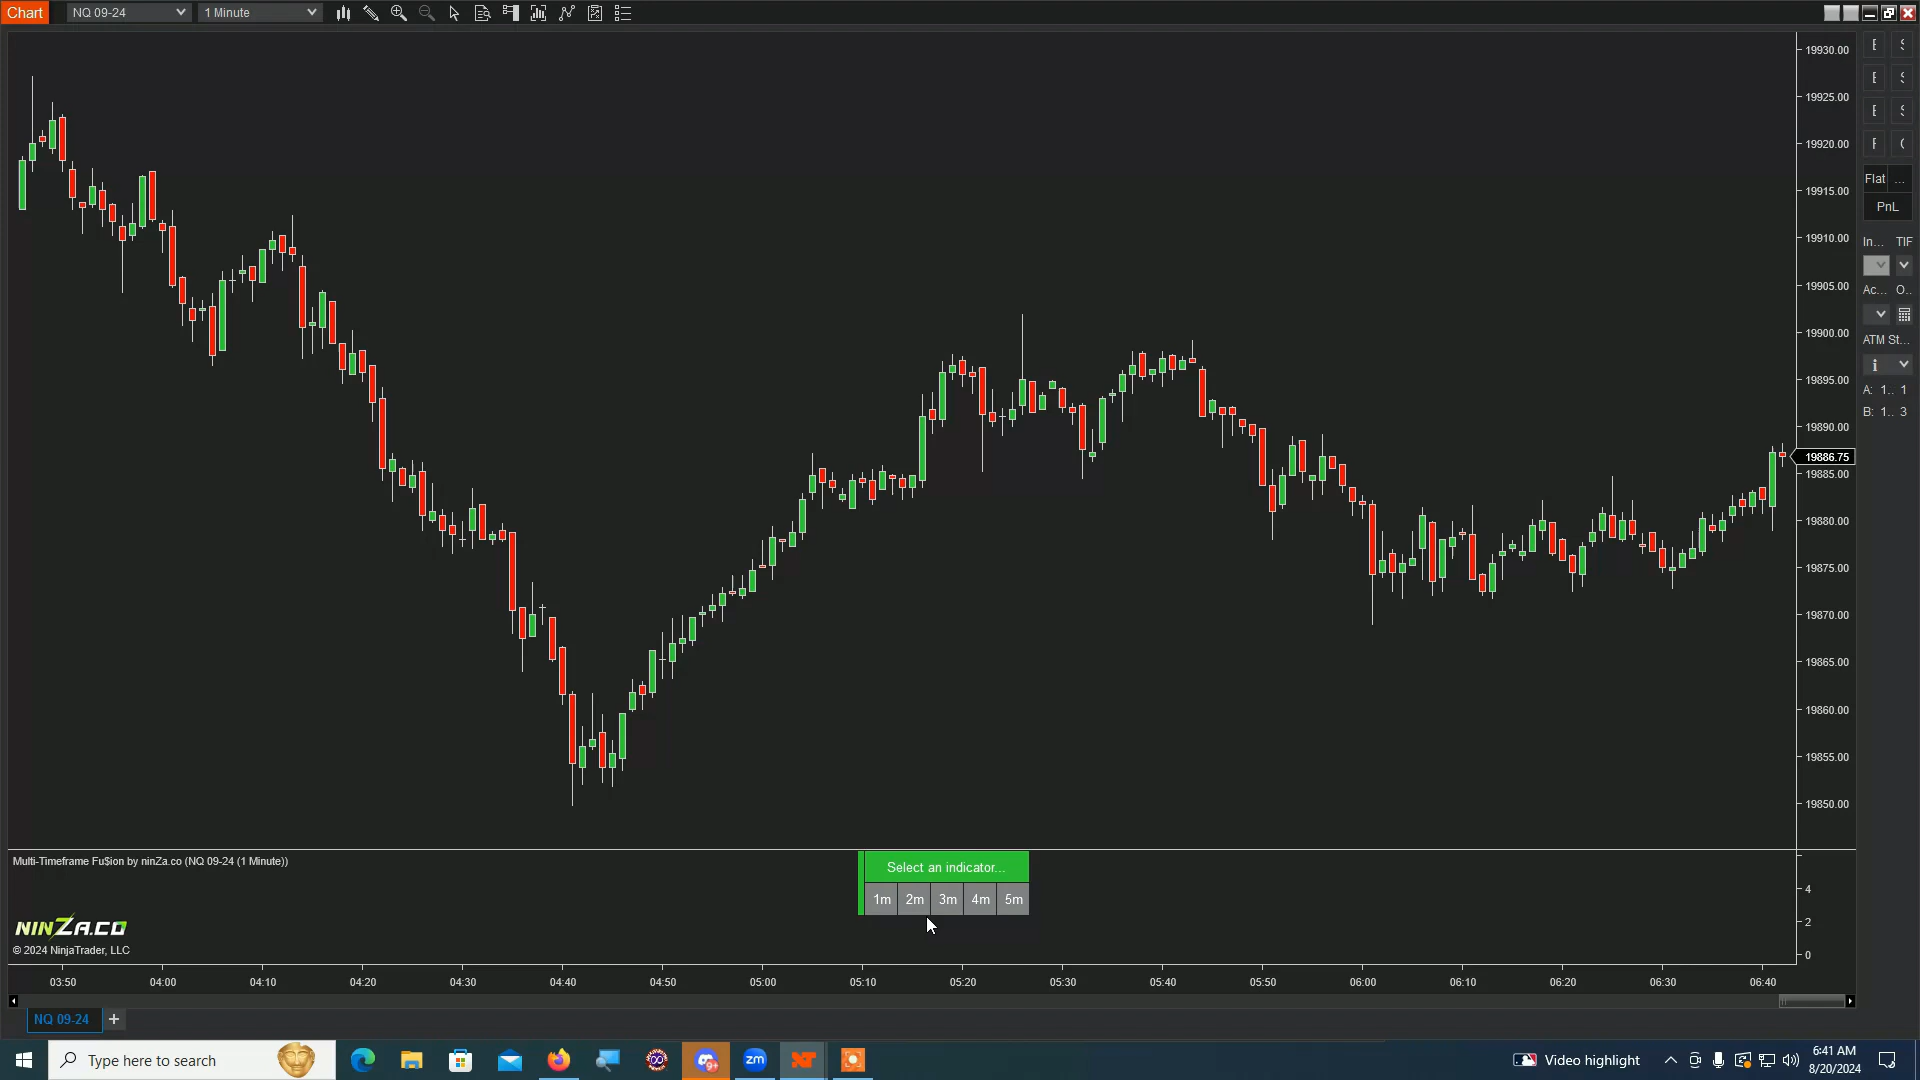 Chart NQ 09-24 1 Minute
19930.00
19925.00
19920.00
19915.00
19910.00
19905.00
19900.00
19895.00
19890.00
19886.75
19885.00
19880.00
19875.00
19870.00
19865.00
19860.00
19855.00
19850.00
Flat ...
PnL
In... TIF
Ac... O..
ATM St...
A: 1.. 1
B: 1.. 3
Multi-Timeframe Fu$ion by ninZa.co (NQ 09-24 (1 Minute))
Select an indicator...
1m 2m 3m 4m 5m
4
2
0
NINZA.CO
© 2024 NinjaTrader, LLC
03:50 04:00 04:10 04:20 04:30 04:40 04:50 05:00 05:10 05:20 05:30 05:40 05:50 06:00 06:10 06:20 06:30 06:40
NQ 09-24 +
Type here to search
9+
zm
Video highlight
6:41 AM
8/20/2024